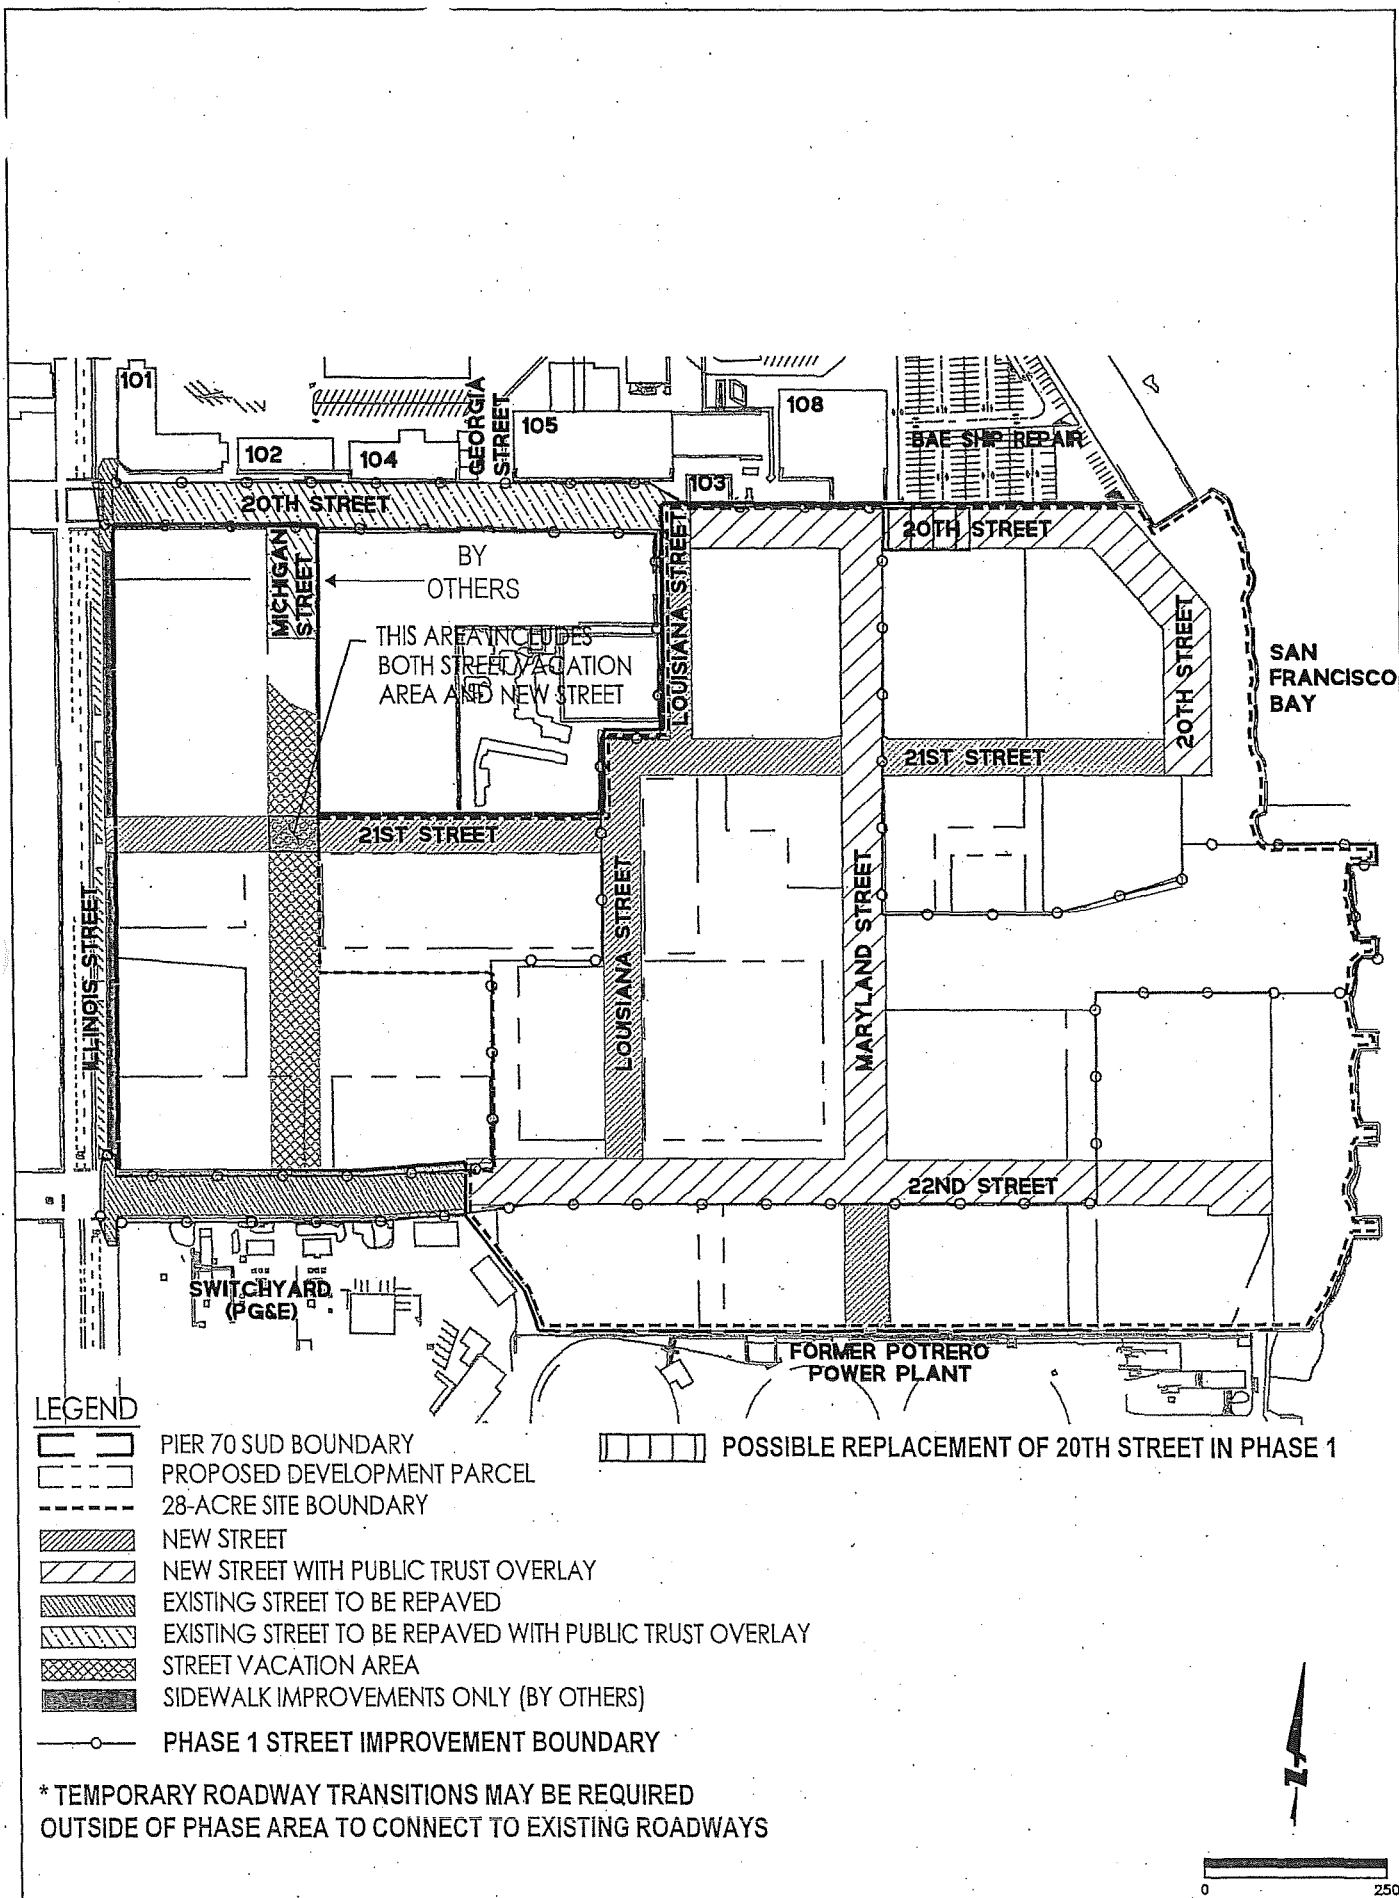 101
102
104
GEORGIA
STREET
105
108
103
BAE SHIP REPAIR
20TH STREET
20TH STREET
MICHIGAN
STREET
BY
OTHERS
LOUISIANA STREET
THIS AREA INCLUDES
BOTH STREET VACATION
AREA AND NEW STREET
20TH STREET
SAN
FRANCISCO
BAY
21ST STREET
21ST STREET
ILLINOIS STREET
LOUISIANA STREET
MARYLAND STREET
22ND STREET
SWITCHYARD
(PG&E)
FORMER POTRERO
POWER PLANT
LEGEND
PIER 70 SUD BOUNDARY
PROPOSED DEVELOPMENT PARCEL
28-ACRE SITE BOUNDARY
NEW STREET
NEW STREET WITH PUBLIC TRUST OVERLAY
EXISTING STREET TO BE REPAVED
EXISTING STREET TO BE REPAVED WITH PUBLIC TRUST OVERLAY
STREET VACATION AREA
SIDEWALK IMPROVEMENTS ONLY (BY OTHERS)
PHASE 1 STREET IMPROVEMENT BOUNDARY
POSSIBLE REPLACEMENT OF 20TH STREET IN PHASE 1
* TEMPORARY ROADWAY TRANSITIONS MAY BE REQUIRED
OUTSIDE OF PHASE AREA TO CONNECT TO EXISTING ROADWAYS
0 250